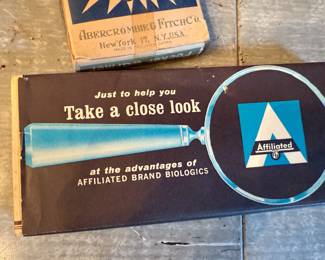 ABERCROMBIE & FITCH CO.
New York 17, N.Y., U.S.A.
Just to help you
Take a close look
at the advantages of
AFFILIATED BRAND BIOLOGICS
A
Affiliated